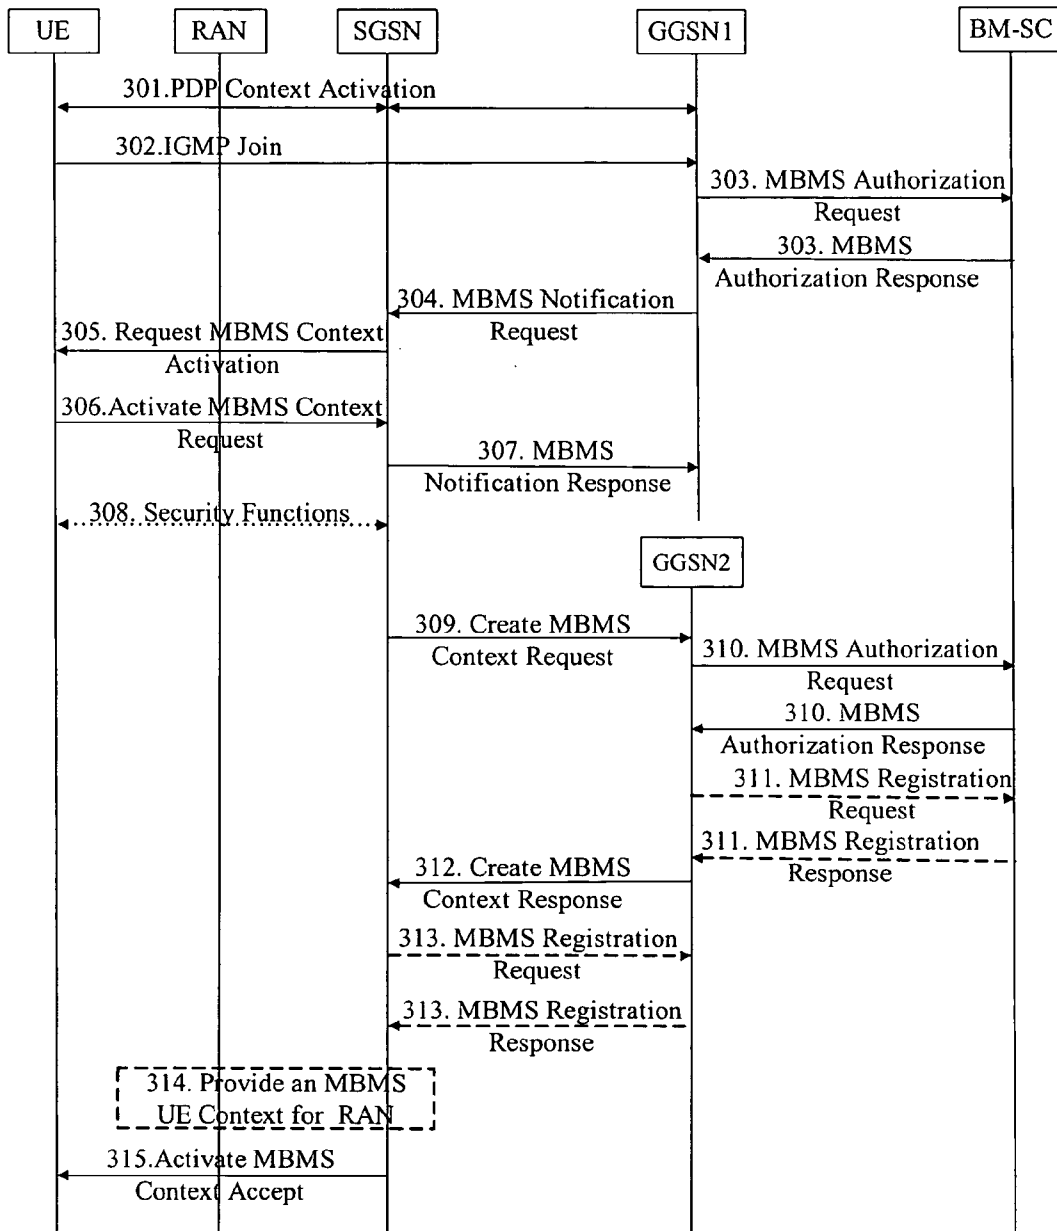 UE
RAN
SGSN
GGSN1
BM-SC
301.PDP Context Activation
302.IGMP Join
303. MBMS Authorization
Request
303. MBMS
Authorization Response
304. MBMS Notification
Request
305. Request MBMS Context
Activation
306.Activate MBMS Context
Request
307. MBMS
Notification Response
308. Security Functions
GGSN2
309. Create MBMS
Context Request
310. MBMS Authorization
Request
310. MBMS
Authorization Response
311. MBMS Registration
Request
311. MBMS Registration
Response
312. Create MBMS
Context Response
313. MBMS Registration
Request
313. MBMS Registration
Response
314. Provide an MBMS
UE Context for RAN
315.Activate MBMS
Context Accept